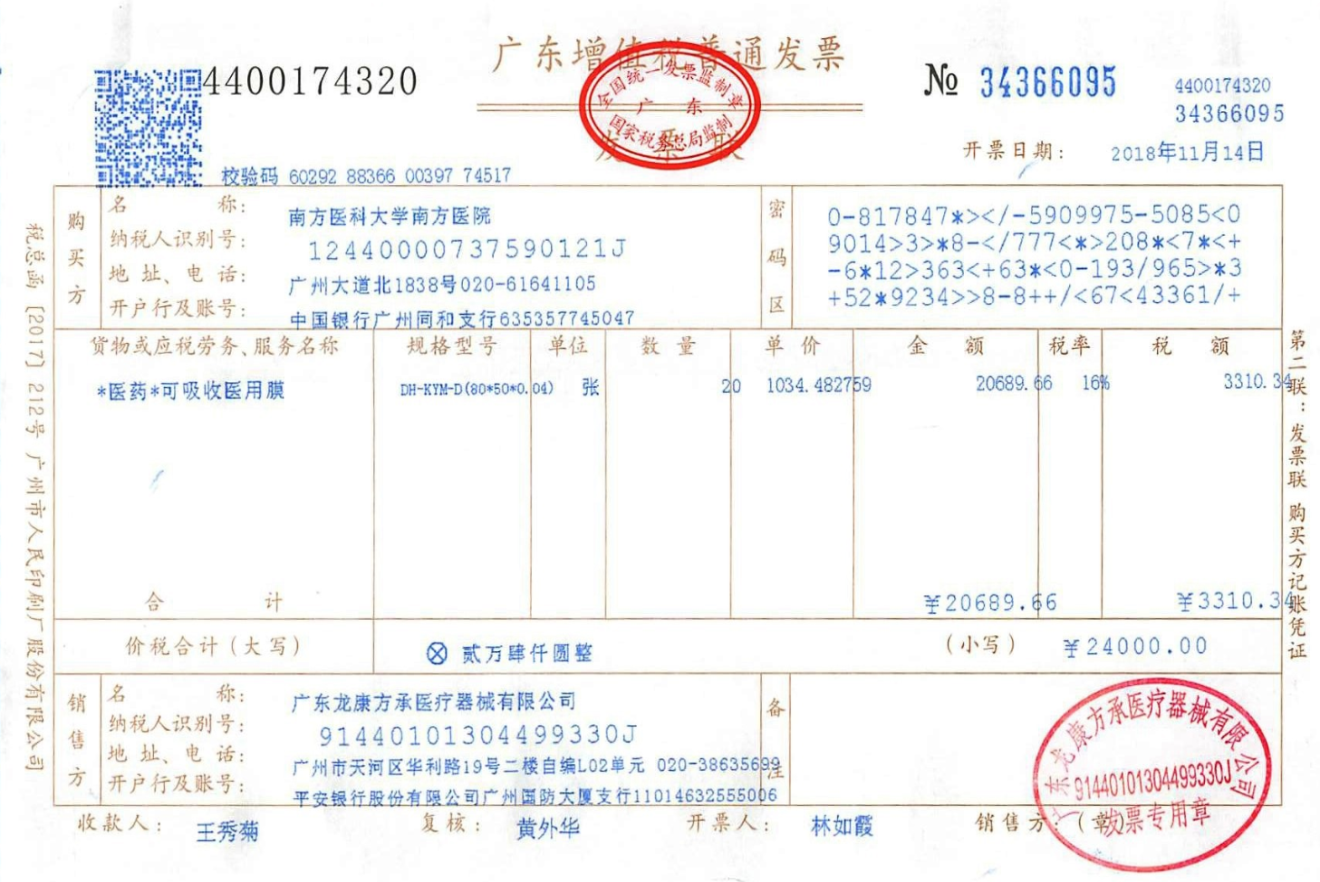 广东增值税普通发票
发票联
全国统一发票监制章
广东
国家税务总局监制
4400174320
№ 34366095
4400174320
34366095
开票日期: 2018年11月14日
校验码 60292 88366 00397 74517
税总函 [2017] 212号 广州市人民印刷厂股份有限公司
购买方
名称: 南方医科大学南方医院
纳税人识别号: 12440000737590121J
地址、电话: 广州大道北1838号020-61641105
开户行及账号: 中国银行广州同和支行635357745047
密码区
0-817847*></-5909975-5085<0
9014>3>*8-</777<*>208*<7*<+
-6*12>363<+63*<0-193/965>*3
+52*9234>>8-8++/<67<43361/+
货物或应税劳务、服务名称 规格型号 单位 数量 单价 金额 税率 税额
*医药*可吸收医用膜 DH-KYM-D(80*50*0.04) 张 20 1034.482759 20689.66 16% 3310.34
合计 ¥20689.66 ¥3310.34
价税合计(大写) ⊗ 贰万肆仟圆整 (小写) ¥24000.00
第二联:发票联 购买方记账凭证
销售方
名称: 广东龙康方承医疗器械有限公司
纳税人识别号: 91440101304499330J
地址、电话: 广州市天河区华利路19号二楼自编L02单元 020-38635699
开户行及账号: 平安银行股份有限公司广州国防大厦支行11014632555006
备注
广东龙康方承医疗器械有限公司
91440101304499330J
发票专用章
收款人: 王秀菊 复核: 黄外华 开票人: 林如霞 销售方:(章)